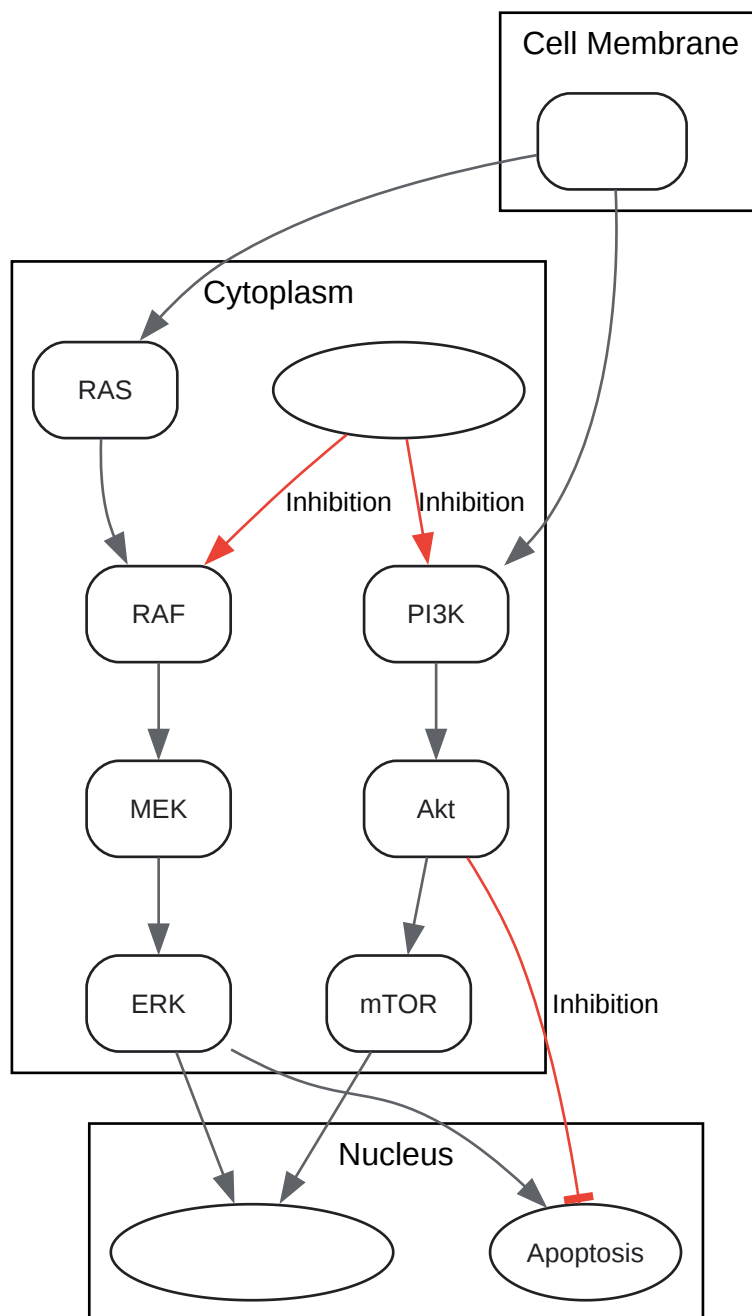 Cell Membrane
Cytoplasm
RAS
Inhibition
Inhibition
RAF
PI3K
MEK
Akt
ERK
mTOR
Inhibition
Nucleus
Apoptosis